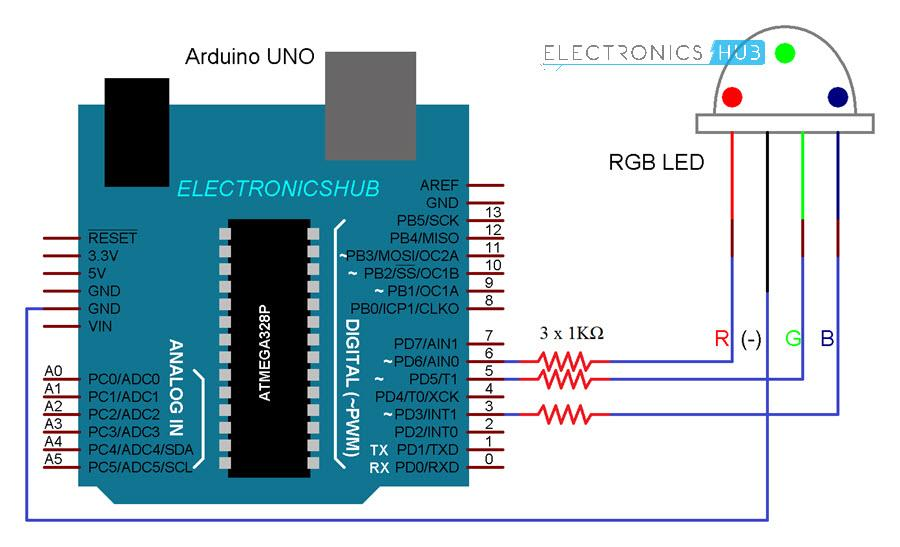 Arduino UNO
ELECTRONICS HUB
RGB LED
ELECTRONICSHUB
AREF
GND
PB5/SCK 13
PB4/MISO 12
~PB3/MOSI/OC2A 11
~ PB2/SS/OC1B 10
~ PB1/OC1A 9
PB0/ICP1/CLKO 8
RESET
3.3V
5V
GND
GND
VIN
ATMEGA328P
DIGITAL (~PWM)
ANALOG IN
PD7/AIN1 7
~PD6/AIN0 6
~ PD5/T1 5
PD4/T0/XCK 4
~PD3/INT1 3
PD2/INT0 2
TX PD1/TXD 1
RX PD0/RXD 0
A0 PC0/ADC0
A1 PC1/ADC1
A2 PC2/ADC2
A3 PC3/ADC3
A4 PC4/ADC4/SDA
A5 PC5/ADC5/SCL
3 x 1KΩ
R (-) G B